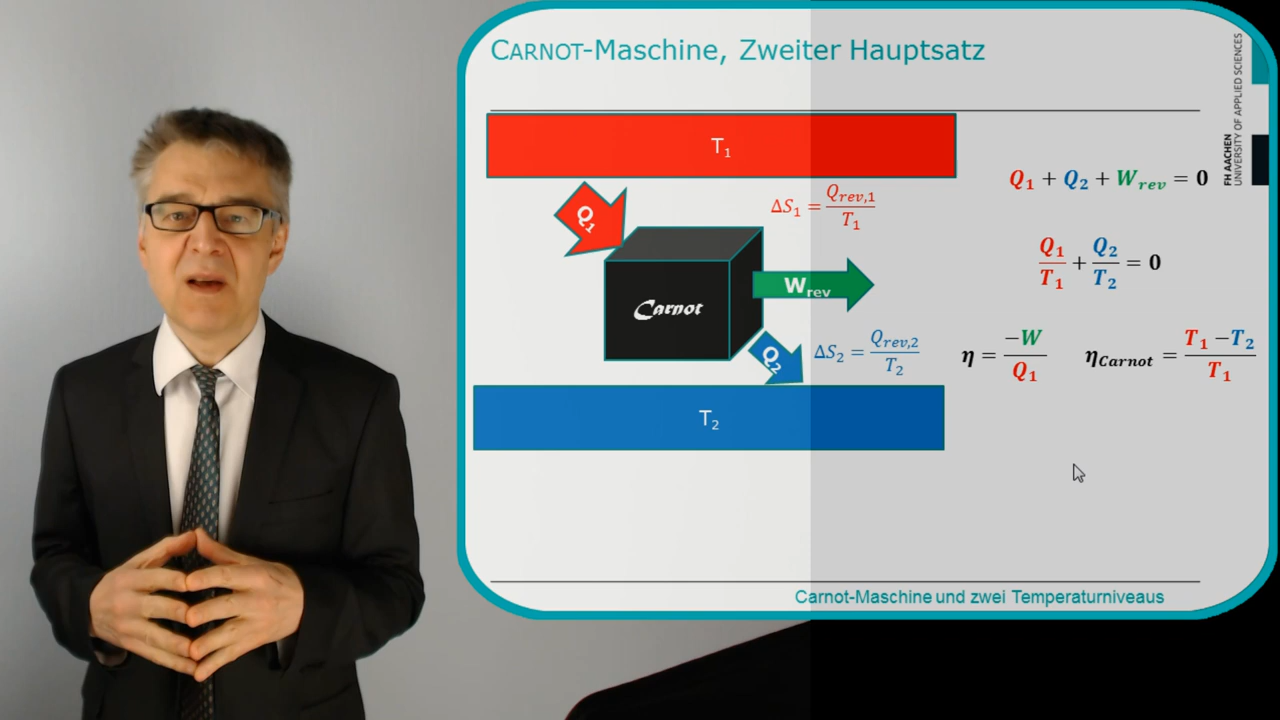 CARNOT-Maschine, Zweiter Hauptsatz
FH AACHEN
UNIVERSITY OF APPLIED SCIENCES
T₁
Q₁
ΔS₁ = Q_rev,1 / T₁
Q₁ + Q₂ + W_rev = 0
Q₁/T₁ + Q₂/T₂ = 0
Carnot
W_rev
Q₂
ΔS₂ = Q_rev,2 / T₂
η = −W / Q₁
η_Carnot = T₁ − T₂ / T₁
T₂
Carnot-Maschine und zwei Temperaturniveaus